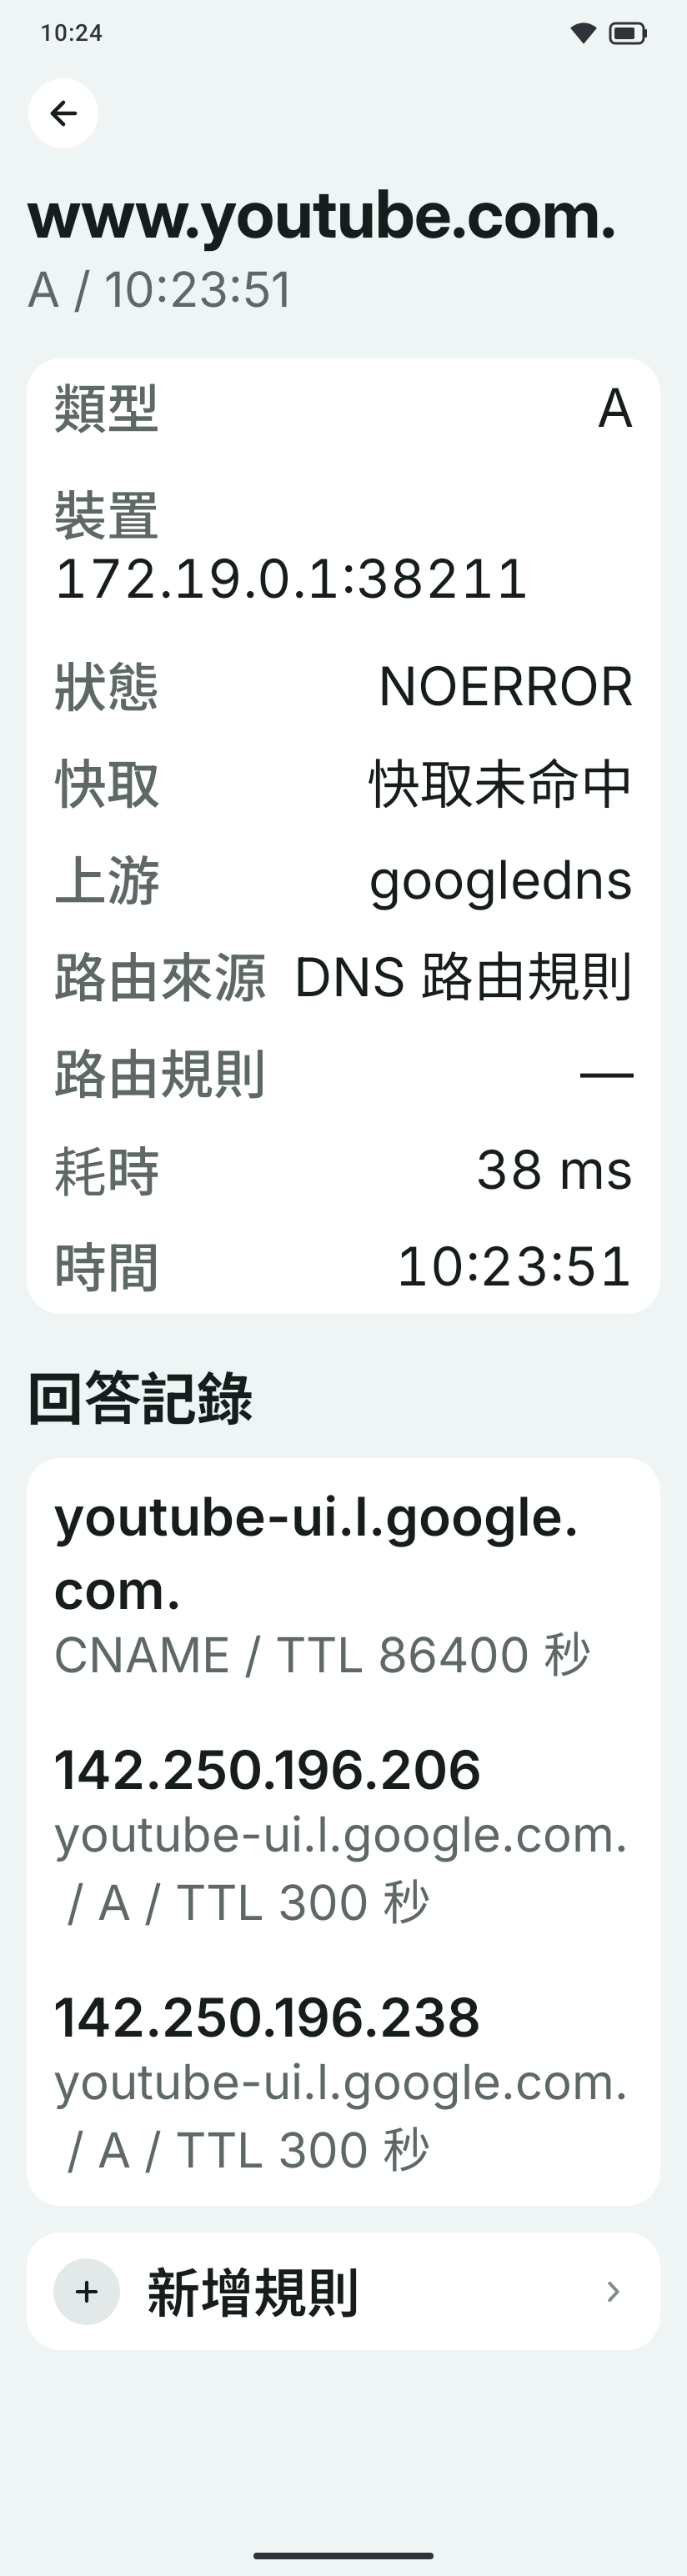 10:24
www.youtube.com.
A / 10:23:51
類型 A
裝置
172.19.0.1:38211
狀態 NOERROR
快取 快取未命中
上游 googledns
路由來源 DNS 路由規則
路由規則 —
耗時 38 ms
時間 10:23:51
回答記錄
youtube-ui.l.google.
com.
CNAME / TTL 86400 秒
142.250.196.206
youtube-ui.l.google.com.
/ A / TTL 300 秒
142.250.196.238
youtube-ui.l.google.com.
/ A / TTL 300 秒
新增規則